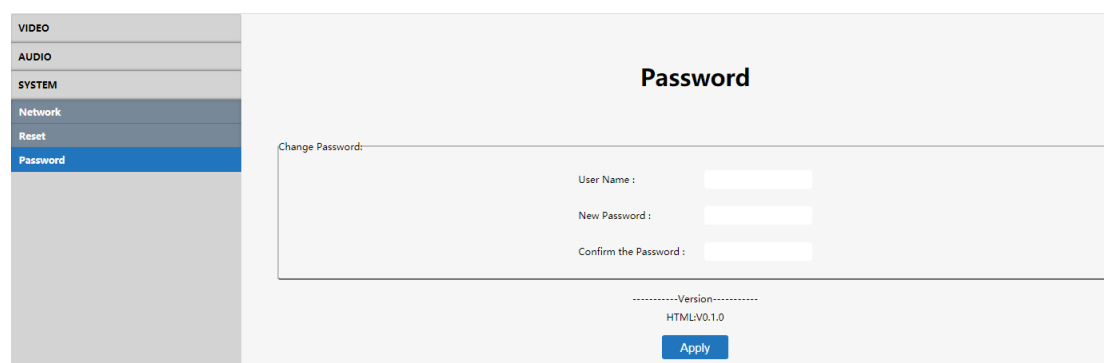 VIDEO
AUDIO
SYSTEM
Network
Reset
Password
Password
Change Password:
User Name :
New Password :
Confirm the Password :
-----------Version-----------
HTML:V0.1.0
Apply